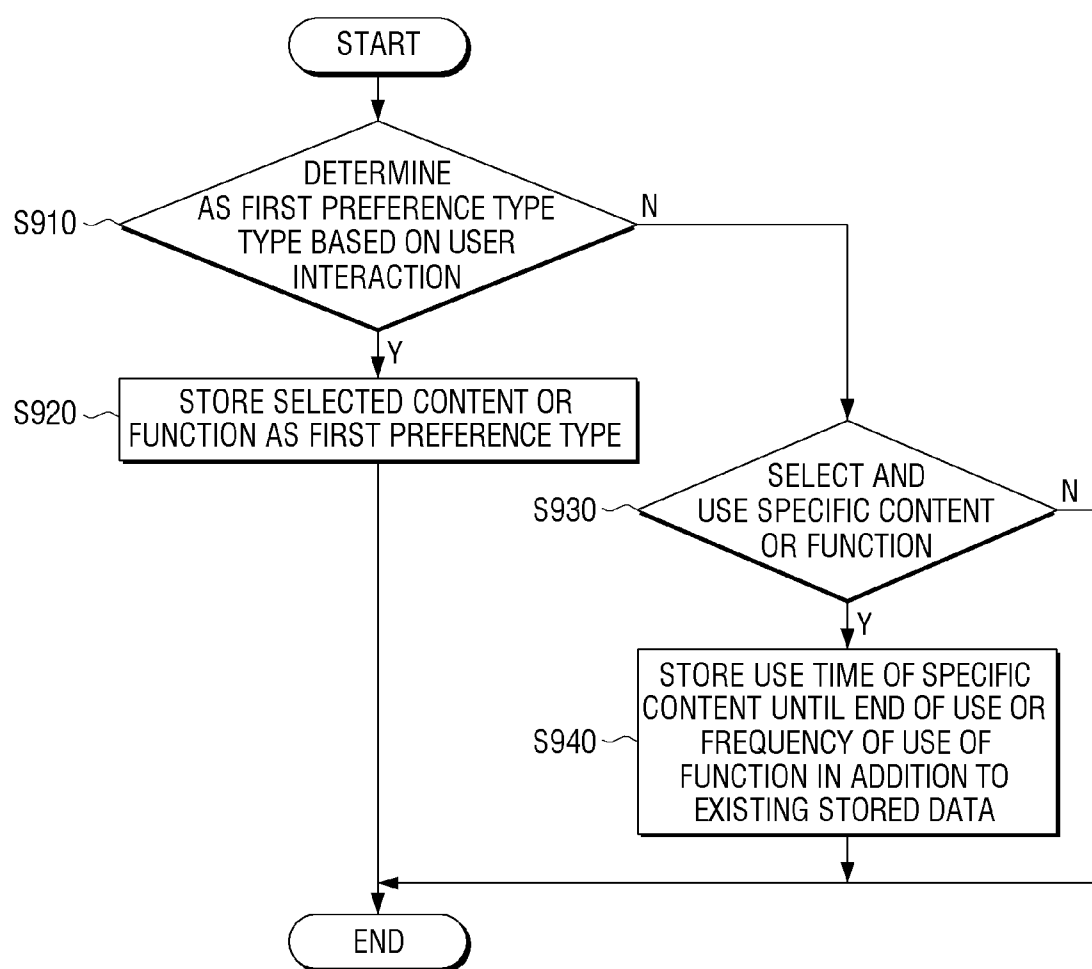 START
DETERMINE
AS FIRST PREFERENCE TYPE
TYPE BASED ON USER
INTERACTION
S910
N
Y
STORE SELECTED CONTENT OR
FUNCTION AS FIRST PREFERENCE TYPE
S920
SELECT AND
USE SPECIFIC CONTENT
OR FUNCTION
S930
N
Y
STORE USE TIME OF SPECIFIC
CONTENT UNTIL END OF USE OR
FREQUENCY OF USE OF
FUNCTION IN ADDITION TO
EXISTING STORED DATA
S940
END